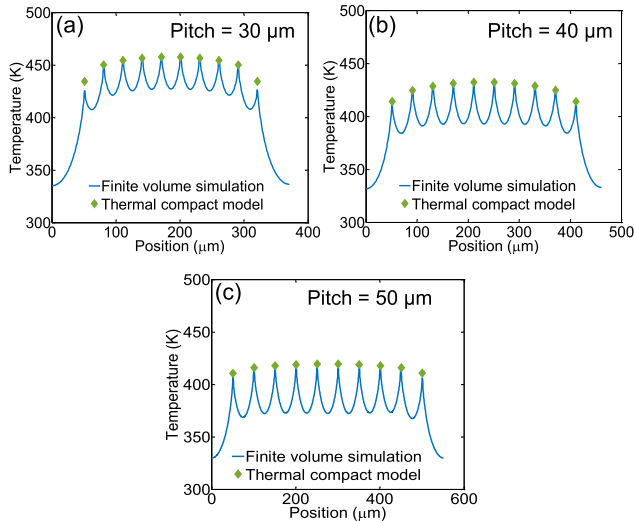 (a)
Pitch = 30 μm
500
450
400
350
300
Temperature (K)
Finite volume simulation
Thermal compact model
0
100
200
300
400
Position (μm)
(b)
Pitch = 40 μm
500
450
400
350
300
Temperature (K)
Finite volume simulation
Thermal compact model
0
100
200
300
400
500
Position (μm)
(c)
Pitch = 50 μm
500
450
400
350
300
Temperature (K)
Finite volume simulation
Thermal compact model
0
200
400
600
Position (μm)